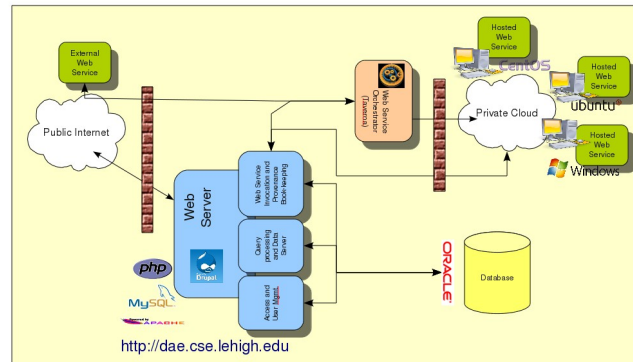 External
Web
Service
Public Internet
Web Service
Orchestrator
(Taverna)
Private Cloud
Hosted
Web
Service
CentOS
Hosted
Web
Service
ubuntu
Hosted
Web
Service
Windows
Web
Server
Drupal
Web Service
Invocation and
Provenance
Book-keeping
Query
processing
and Data
Server
Access and
User Mgmt.
php
MySQL
APACHE
ORACLE
Database
http://dae.cse.lehigh.edu